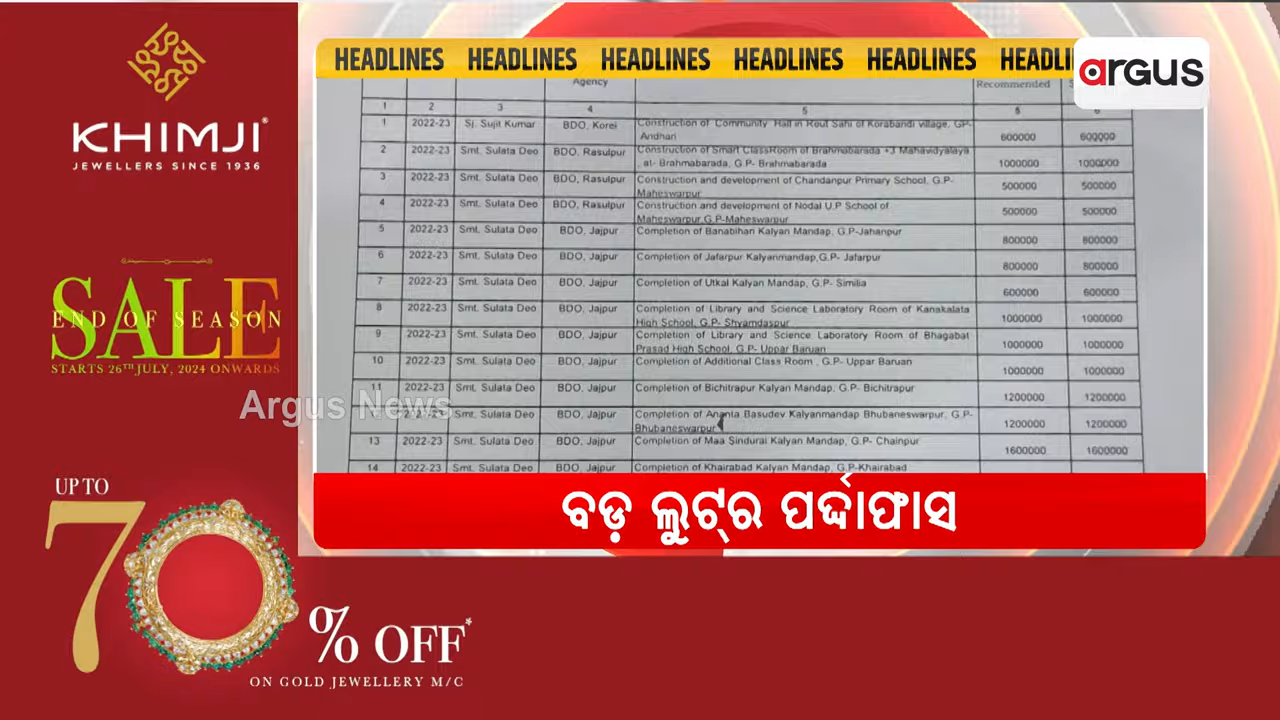 KHIMJI®
JEWELLERS SINCE 1936
SALE
END OF SEASON
STARTS 26TH JULY, 2024 ONWARDS
UP TO
70% OFF*
ON GOLD JEWELLERY M/C
HEADLINES HEADLINES HEADLINES HEADLINES HEADLINES HEADLI
argus
Agency Recommended
1 2 3 4 5 5 6
1 2022-23 Sj. Sujit Kumar BDO, Korei Construction of Community Hall in Rout Sahi of Korabandi village, GP- 600000 600000
Andhari
2 2022-23 Smt. Sulata Deo BDO, Rasulpur Construction of Smart ClassRoom of Brahmabarada +3 Mahavidyalaya 1000000 1000000
at- Brahmabarada, G.P- Brahmabarada
3 2022-23 Smt. Sulata Deo BDO, Rasulpur Construction and development of Chandanpur Primary School, G.P- 500000 500000
Maheswarpur
4 2022-23 Smt. Sulata Deo BDO, Rasulpur Construction and development of Nodal U.P School of 500000 500000
Maheswarpur,G.P-Maheswarpur
5 2022-23 Smt. Sulata Deo BDO, Jajpur Completion of Banabihan Kalyan Mandap, G.P-Jahanpur 800000 800000
6 2022-23 Smt. Sulata Deo BDO, Jajpur Completion of Jafarpur Kalyanmandap,G.P- Jafarpur 800000 800000
7 2022-23 Smt. Sulata Deo BDO, Jajpur Completion of Utkal Kalyan Mandap, G.P- Similia 600000 600000
8 2022-23 Smt. Sulata Deo BDO, Jajpur Completion of Library and Science Laboratory Room of Kanakalata 1000000 1000000
High School, G.P- Shyamdaspur
9 2022-23 Smt. Sulata Deo BDO, Jajpur Completion of Library and Science Laboratory Room of Bhagabat 1000000 1000000
Prasad High School, G.P- Uppar Baruan
10 2022-23 Smt. Sulata Deo BDO, Jajpur Completion of Additional Class Room , G.P- Uppar Baruan 1000000 1000000
11 2022-23 Smt. Sulata Deo BDO, Jajpur Completion of Bichitrapur Kalyan Mandap, G.P- Bichitrapur 1200000 1200000
2022-23 Smt. Sulata Deo BDO, Jajpur Completion of Ananta Basudev Kalyanmandap Bhubaneswarpur, G.P- 1200000 1200000
Bhubaneswarpur
13 2022-23 Smt. Sulata Deo BDO, Jajpur Completion of Maa Sindurai Kalyan Mandap, G.P- Chainpur 1600000 1600000
14 2022-23 Smt. Sulata Deo BDO, Jajpur Completion of Khairabad Kalyan Mandap, G.P-Khairabad
Argus News
ବଡ଼ ଲୁଟ୍‌ର ପର୍ଦ୍ଦାଫାସ